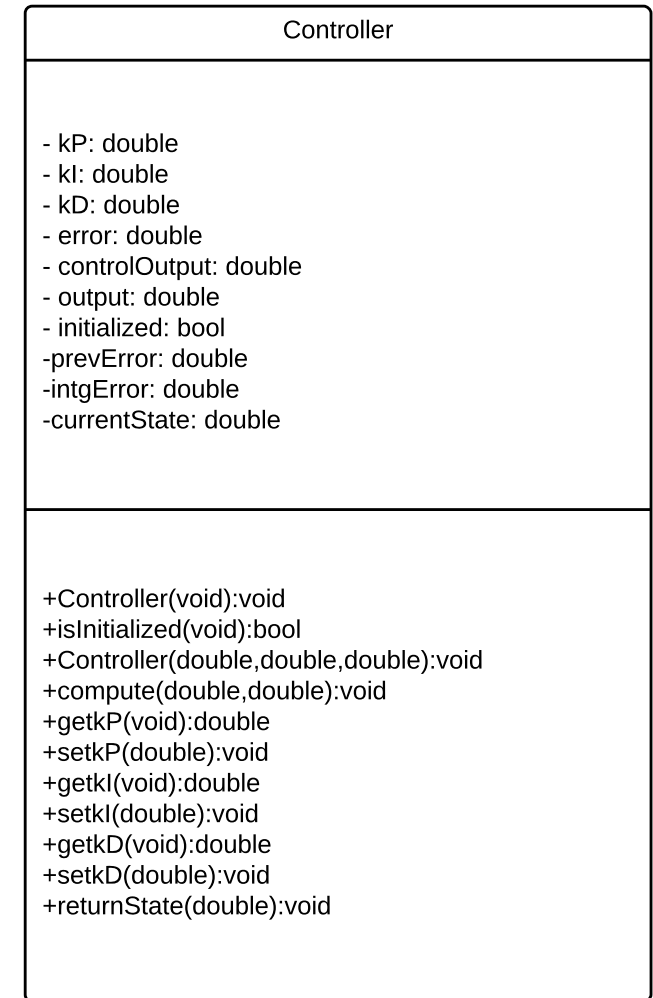 Controller
- kP: double
- kI: double
- kD: double
- error: double
- controlOutput: double
- output: double
- initialized: bool
-prevError: double
-intgError: double
-currentState: double
+Controller(void):void
+isInitialized(void):bool
+Controller(double,double,double):void
+compute(double,double):void
+getkP(void):double
+setkP(double):void
+getkI(void):double
+setkI(double):void
+getkD(void):double
+setkD(double):void
+returnState(double):void